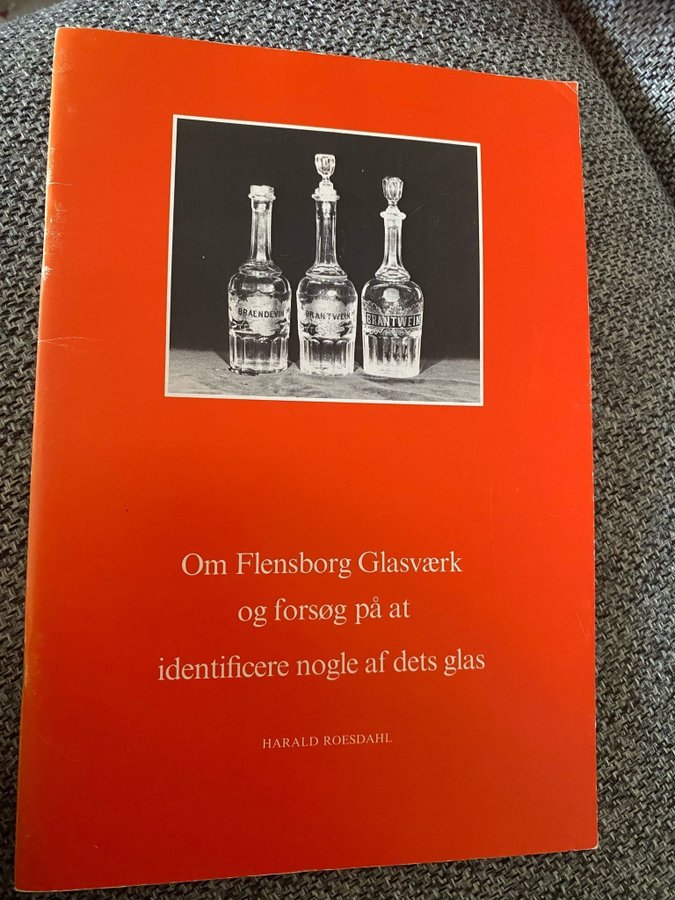 BRAENDEVIN
BRANTWEIN
BRANTWEIN
Om Flensborg Glasværk
og forsøg på at
identificere nogle af dets glas
HARALD ROESDAHL